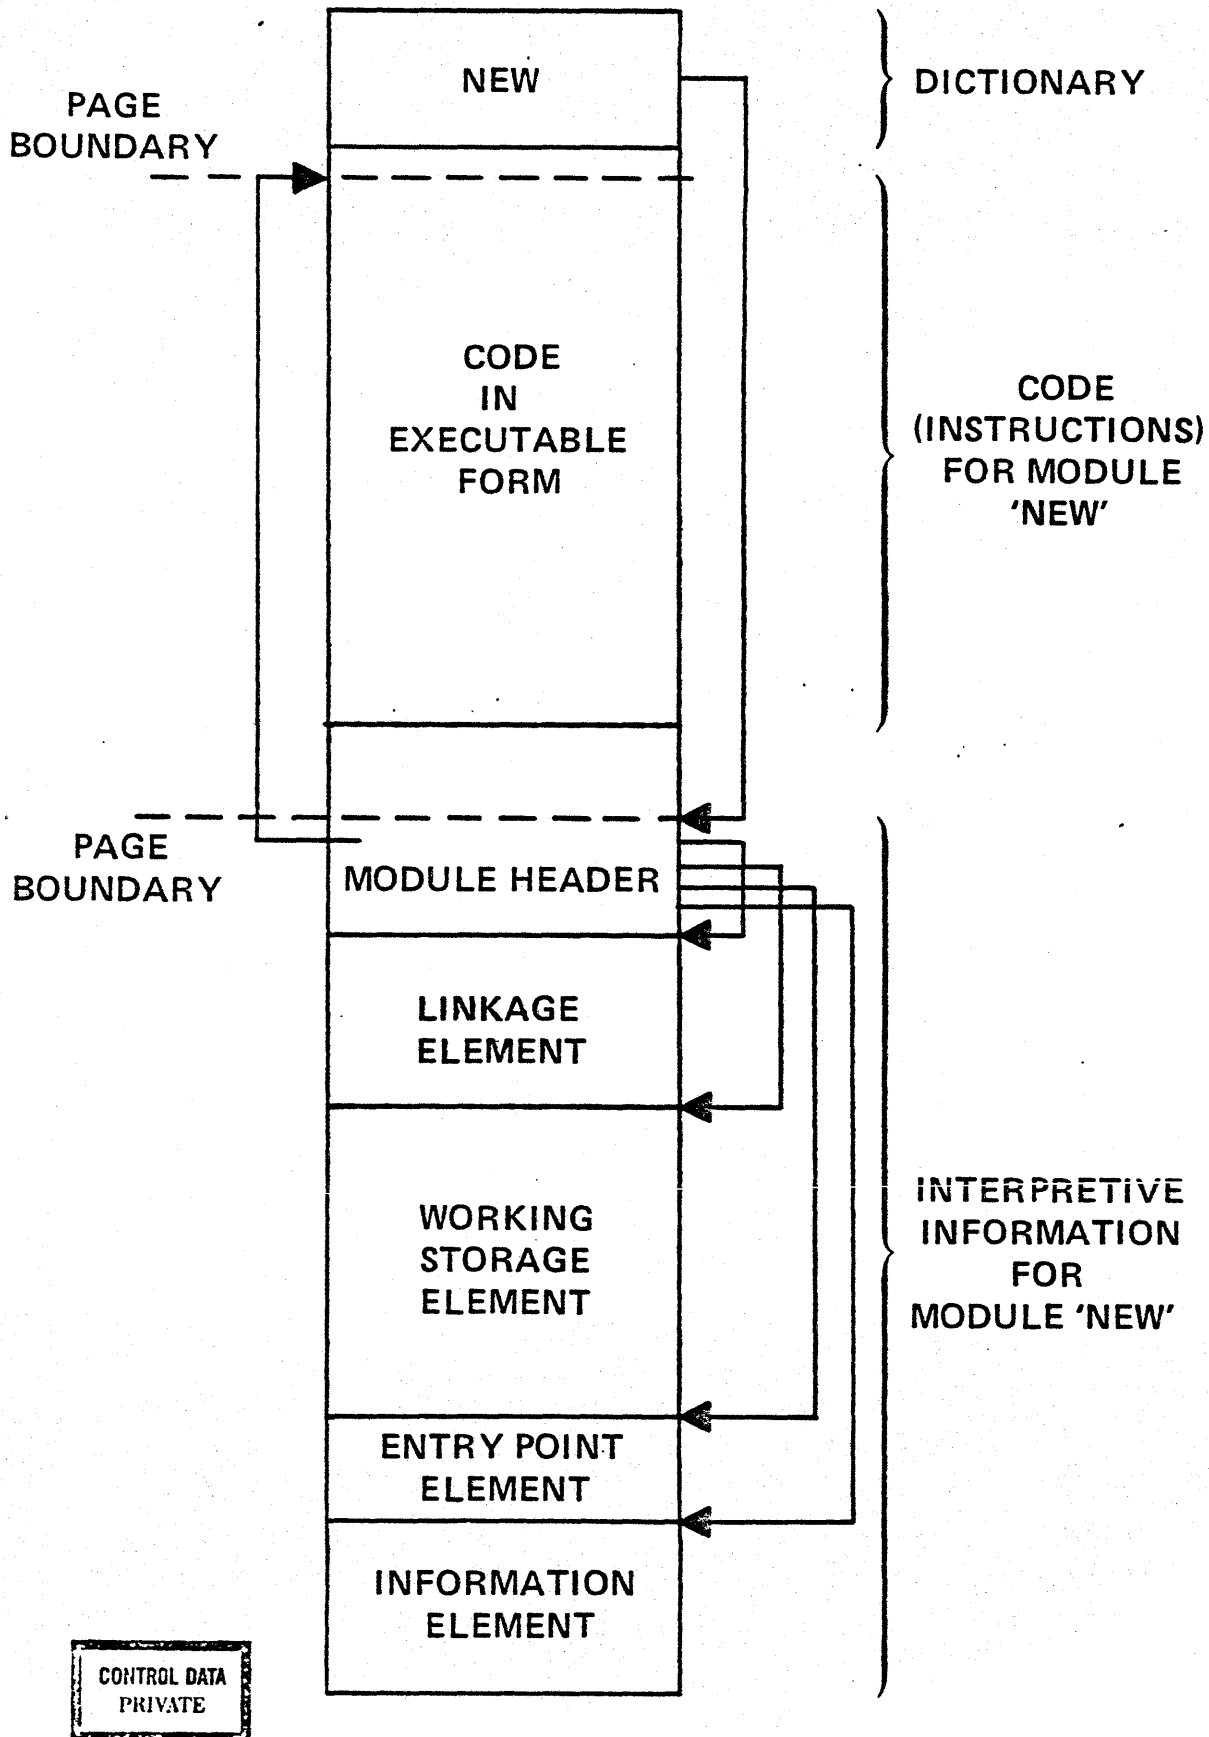 NEW
DICTIONARY
PAGE
BOUNDARY
CODE
IN
EXECUTABLE
FORM
CODE
(INSTRUCTIONS)
FOR MODULE
'NEW'
PAGE
BOUNDARY
MODULE HEADER
LINKAGE
ELEMENT
WORKING
STORAGE
ELEMENT
INTERPRETIVE
INFORMATION
FOR
MODULE 'NEW'
ENTRY POINT
ELEMENT
INFORMATION
ELEMENT
CONTROL DATA
PRIVATE